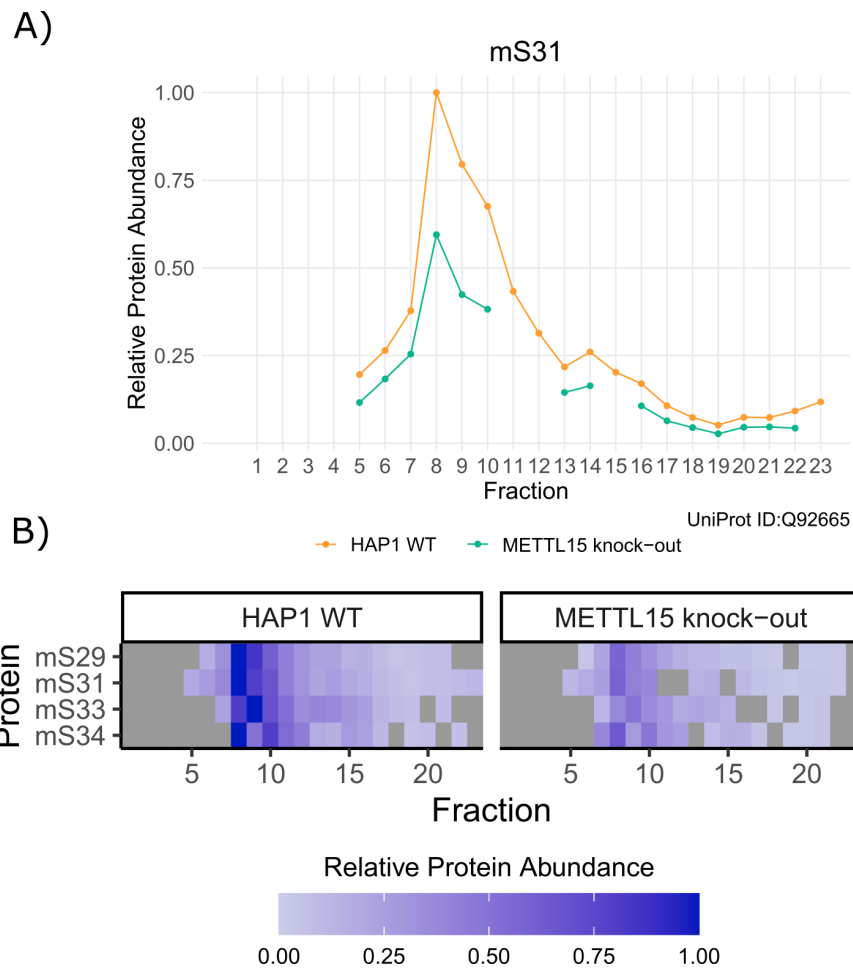 A)
mS31
1.00
0.75
0.50
0.25
0.00
Relative Protein Abundance
1 2 3 4 5 6 7 8 9 10 11 12 13 14 15 16 17 18 19 20 21 22 23
Fraction
UniProt ID:Q92665
HAP1 WT METTL15 knock−out
B)
HAP1 WT METTL15 knock−out
Protein
mS29
mS31
mS33
mS34
5 10 15 20 5 10 15 20
Fraction
Relative Protein Abundance
0.00 0.25 0.50 0.75 1.00